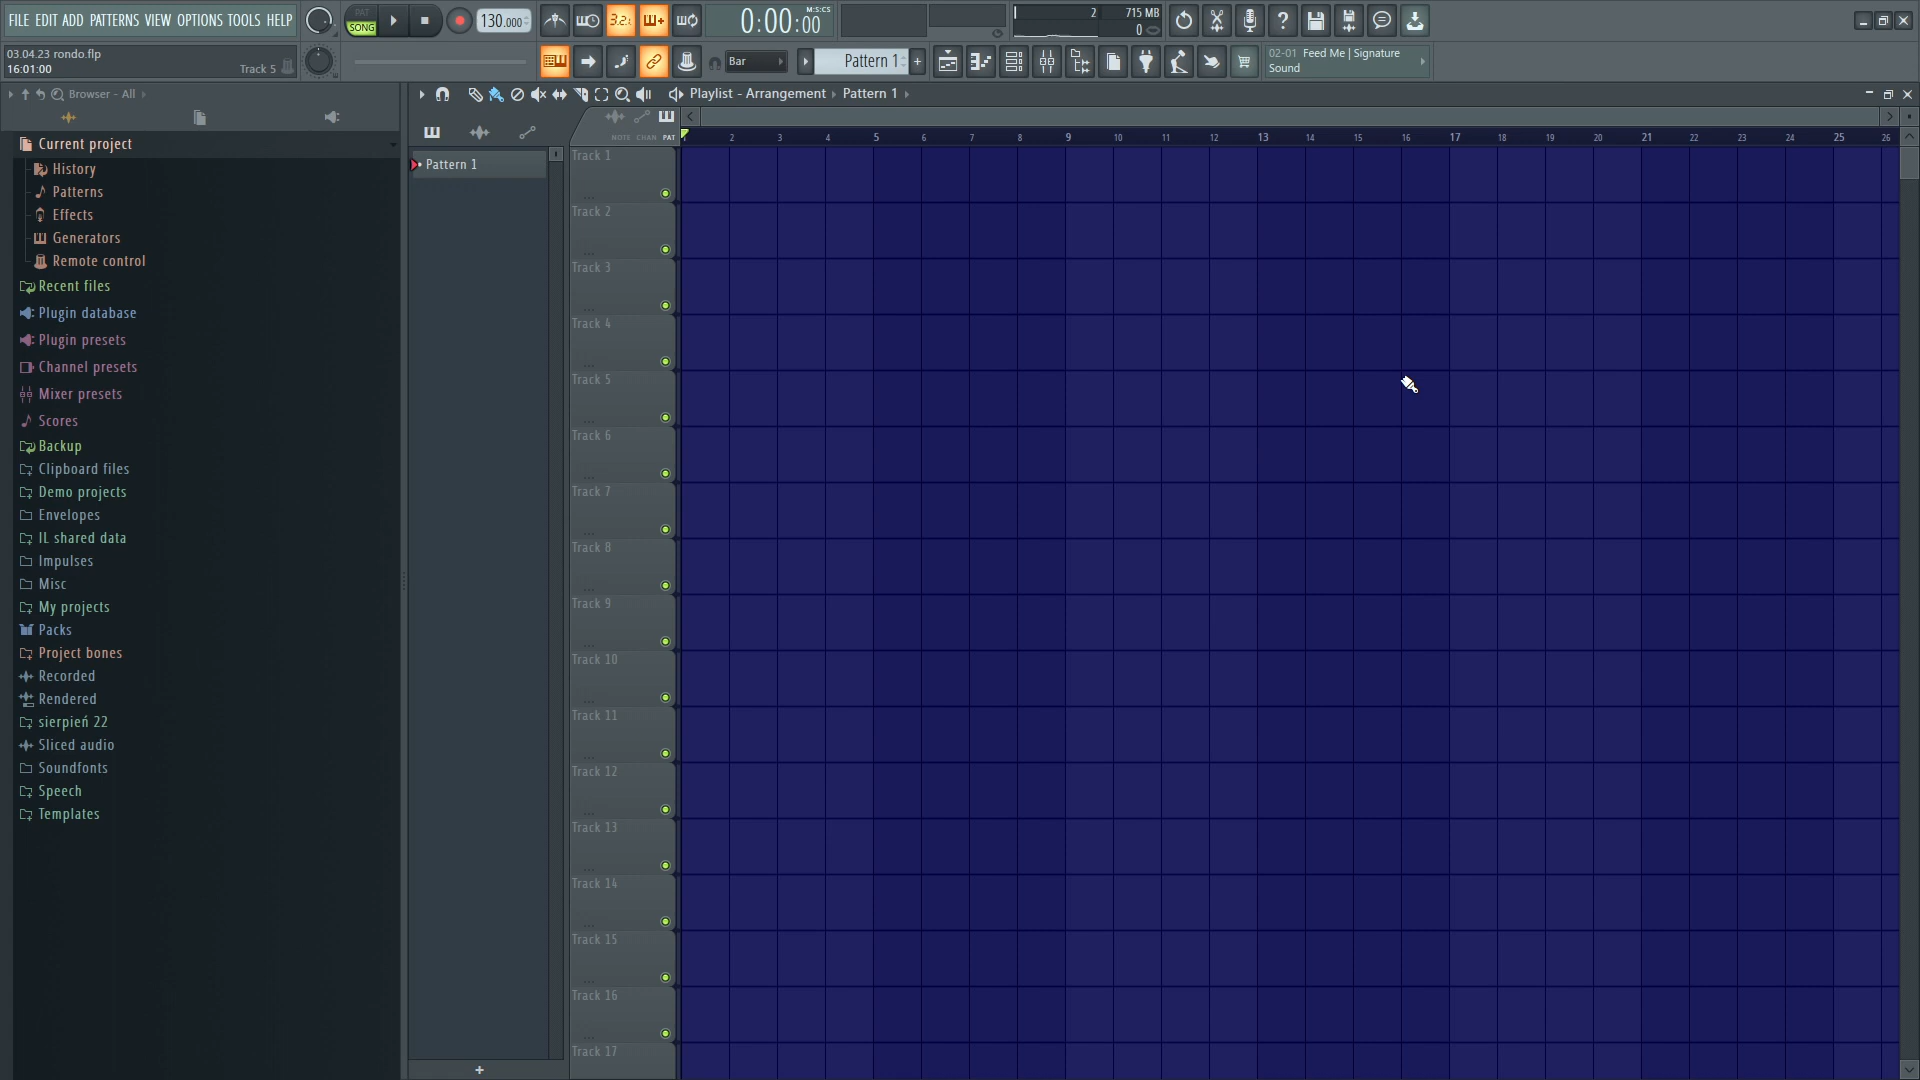 FILE EDIT ADD PATTERNS VIEW OPTIONS TOOLS HELP
PAT
SONG
130.000
3.2.
0:00:00
M:S:CS
2
715 MB
0
03.04.23 rondo.flp
16:01:00
Track 5
Bar
Pattern 1
+
02-01 Feed Me | Signature
Sound
Browser - All
Playlist - Arrangement
Pattern 1
NOTE CHAN PAT
2 3 4 5 6 7 8 9 10 11 12 13 14 15 16 17 18 19 20 21 22 23 24 25 26
Current project
History
Patterns
Effects
Generators
Remote control
Recent files
Plugin database
Plugin presets
Channel presets
Mixer presets
Scores
Backup
Clipboard files
Demo projects
Envelopes
IL shared data
Impulses
Misc
My projects
Packs
Project bones
Recorded
Rendered
sierpień 22
Sliced audio
Soundfonts
Speech
Templates
Pattern 1
+
Track 1
Track 2
Track 3
Track 4
Track 5
Track 6
Track 7
Track 8
Track 9
Track 10
Track 11
Track 12
Track 13
Track 14
Track 15
Track 16
Track 17